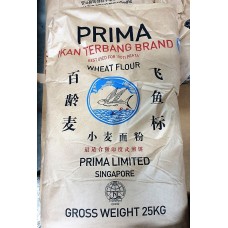 PRIMA
IKAN TERBANG BRAND
WHEAT FLOUR
百龄麦
飞鱼标
小麦面粉
PRIMA LIMITED
SINGAPORE
GROSS WEIGHT 25KG